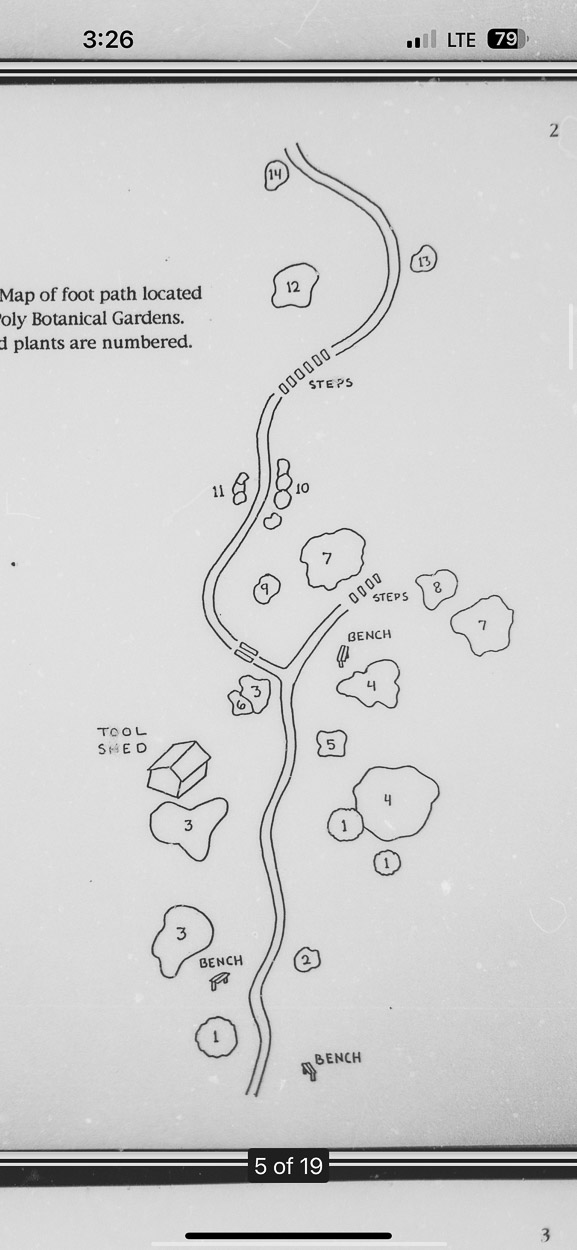 3:26
LTE 79
2
14
13
12
Map of foot path located
Poly Botanical Gardens.
d plants are numbered.
STEPS
11
10
7
9
8
STEPS
7
BENCH
4
3
6
TOOL
SHED
5
4
3
1
1
3
BENCH
2
1
BENCH
5 of 19
3